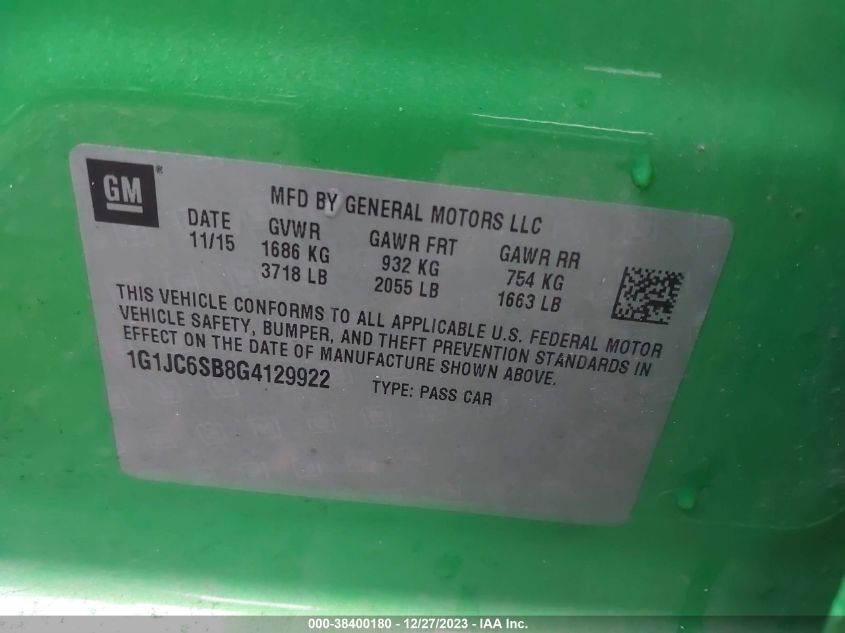 GM®
MFD BY GENERAL MOTORS LLC
DATE GVWR GAWR FRT GAWR RR
11/15 1686 KG 932 KG 754 KG
3718 LB 2055 LB 1663 LB
THIS VEHICLE CONFORMS TO ALL APPLICABLE U.S. FEDERAL MOTOR
VEHICLE SAFETY, BUMPER, AND THEFT PREVENTION STANDARDS IN
EFFECT ON THE DATE OF MANUFACTURE SHOWN ABOVE.
1G1JC6SB8G4129922 TYPE: PASS CAR
000-38400180 - 12/27/2023 - IAA Inc.